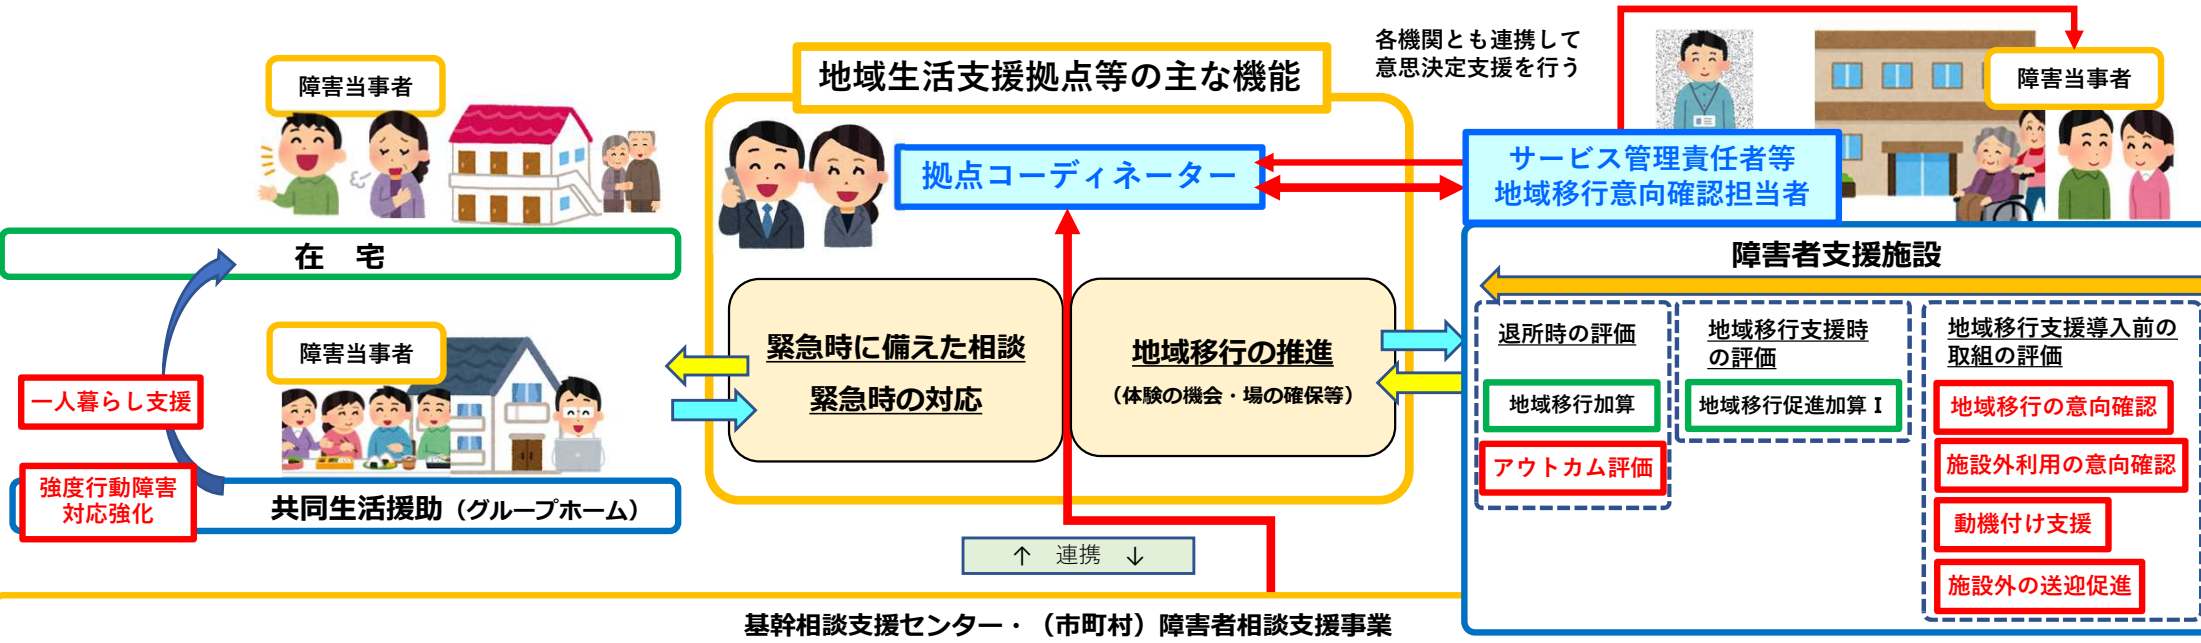 障害当事者
在　宅
障害当事者
一人暮らし支援
強度行動障害
対応強化
共同生活援助（グループホーム）
地域生活支援拠点等の主な機能
拠点コーディネーター
緊急時に備えた相談
緊急時の対応
地域移行の推進
（体験の機会・場の確保等）
↑　連携　↓
基幹相談支援センター・（市町村）障害者相談支援事業
各機関とも連携して
意思決定支援を行う
障害当事者
サービス管理責任者等
地域移行意向確認担当者
障害者支援施設
退所時の評価
地域移行加算
アウトカム評価
地域移行支援時
の評価
地域移行促進加算Ⅰ
地域移行支援導入前の
取組の評価
地域移行の意向確認
施設外利用の意向確認
動機付け支援
施設外の送迎促進